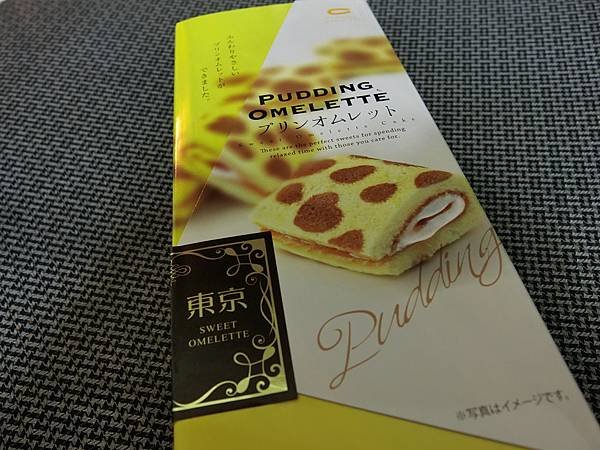 ふんわりやさしい
プリンオムレットが
できました。
PUDDING
OMELETTE
プリンオムレット
Sweet Omelette Cake
These are the perfect sweets for spending
relaxed time with those you care for.
東京
SWEET
OMELETTE
Pudding
※写真はイメージです。